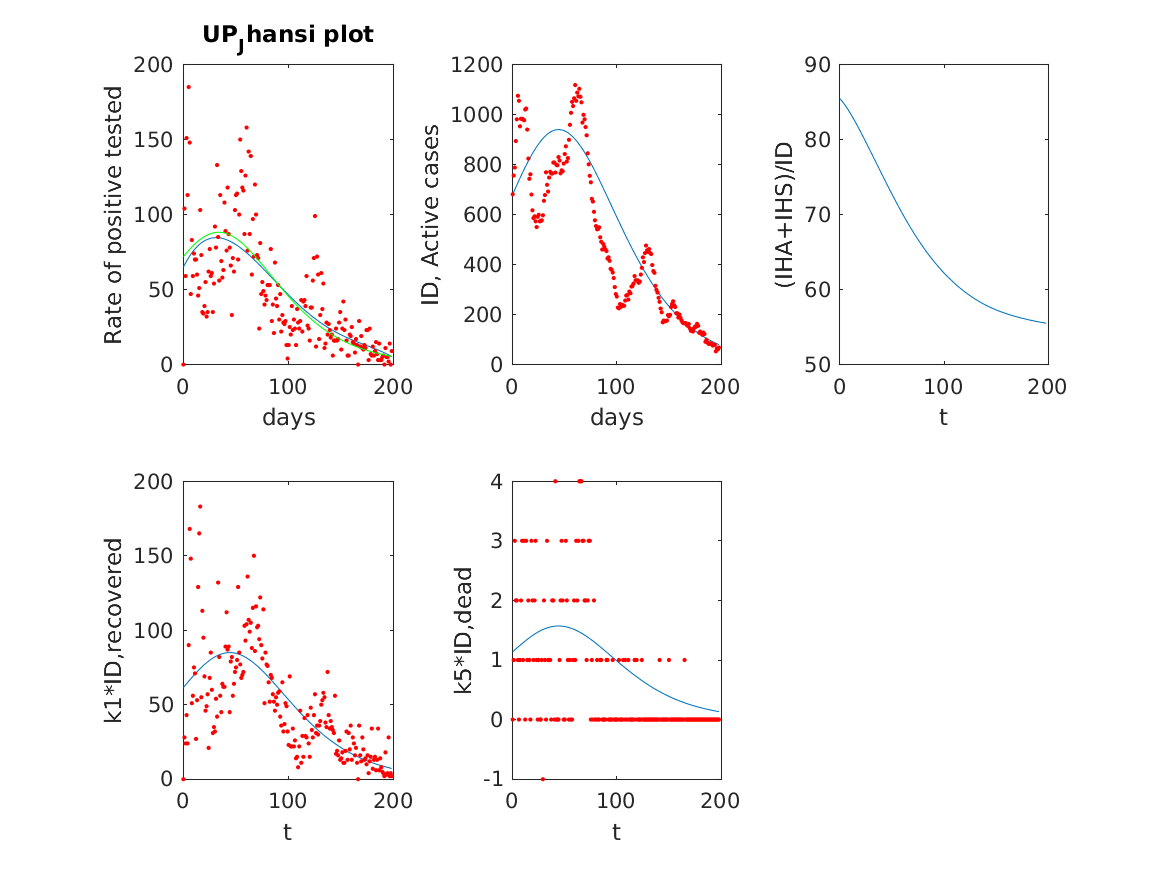 UP_Jhansi plot
200
150
100
50
0
0 100 200
days
Rate of positive tested
1200
1000
800
600
400
200
0
0 100 200
days
ID, Active cases
90
80
70
60
50
0 100 200
t
(IHA+IHS)/ID
200
150
100
50
0
0 100 200
t
k1*ID,recovered
4
3
2
1
0
-1
0 100 200
t
k5*ID,dead